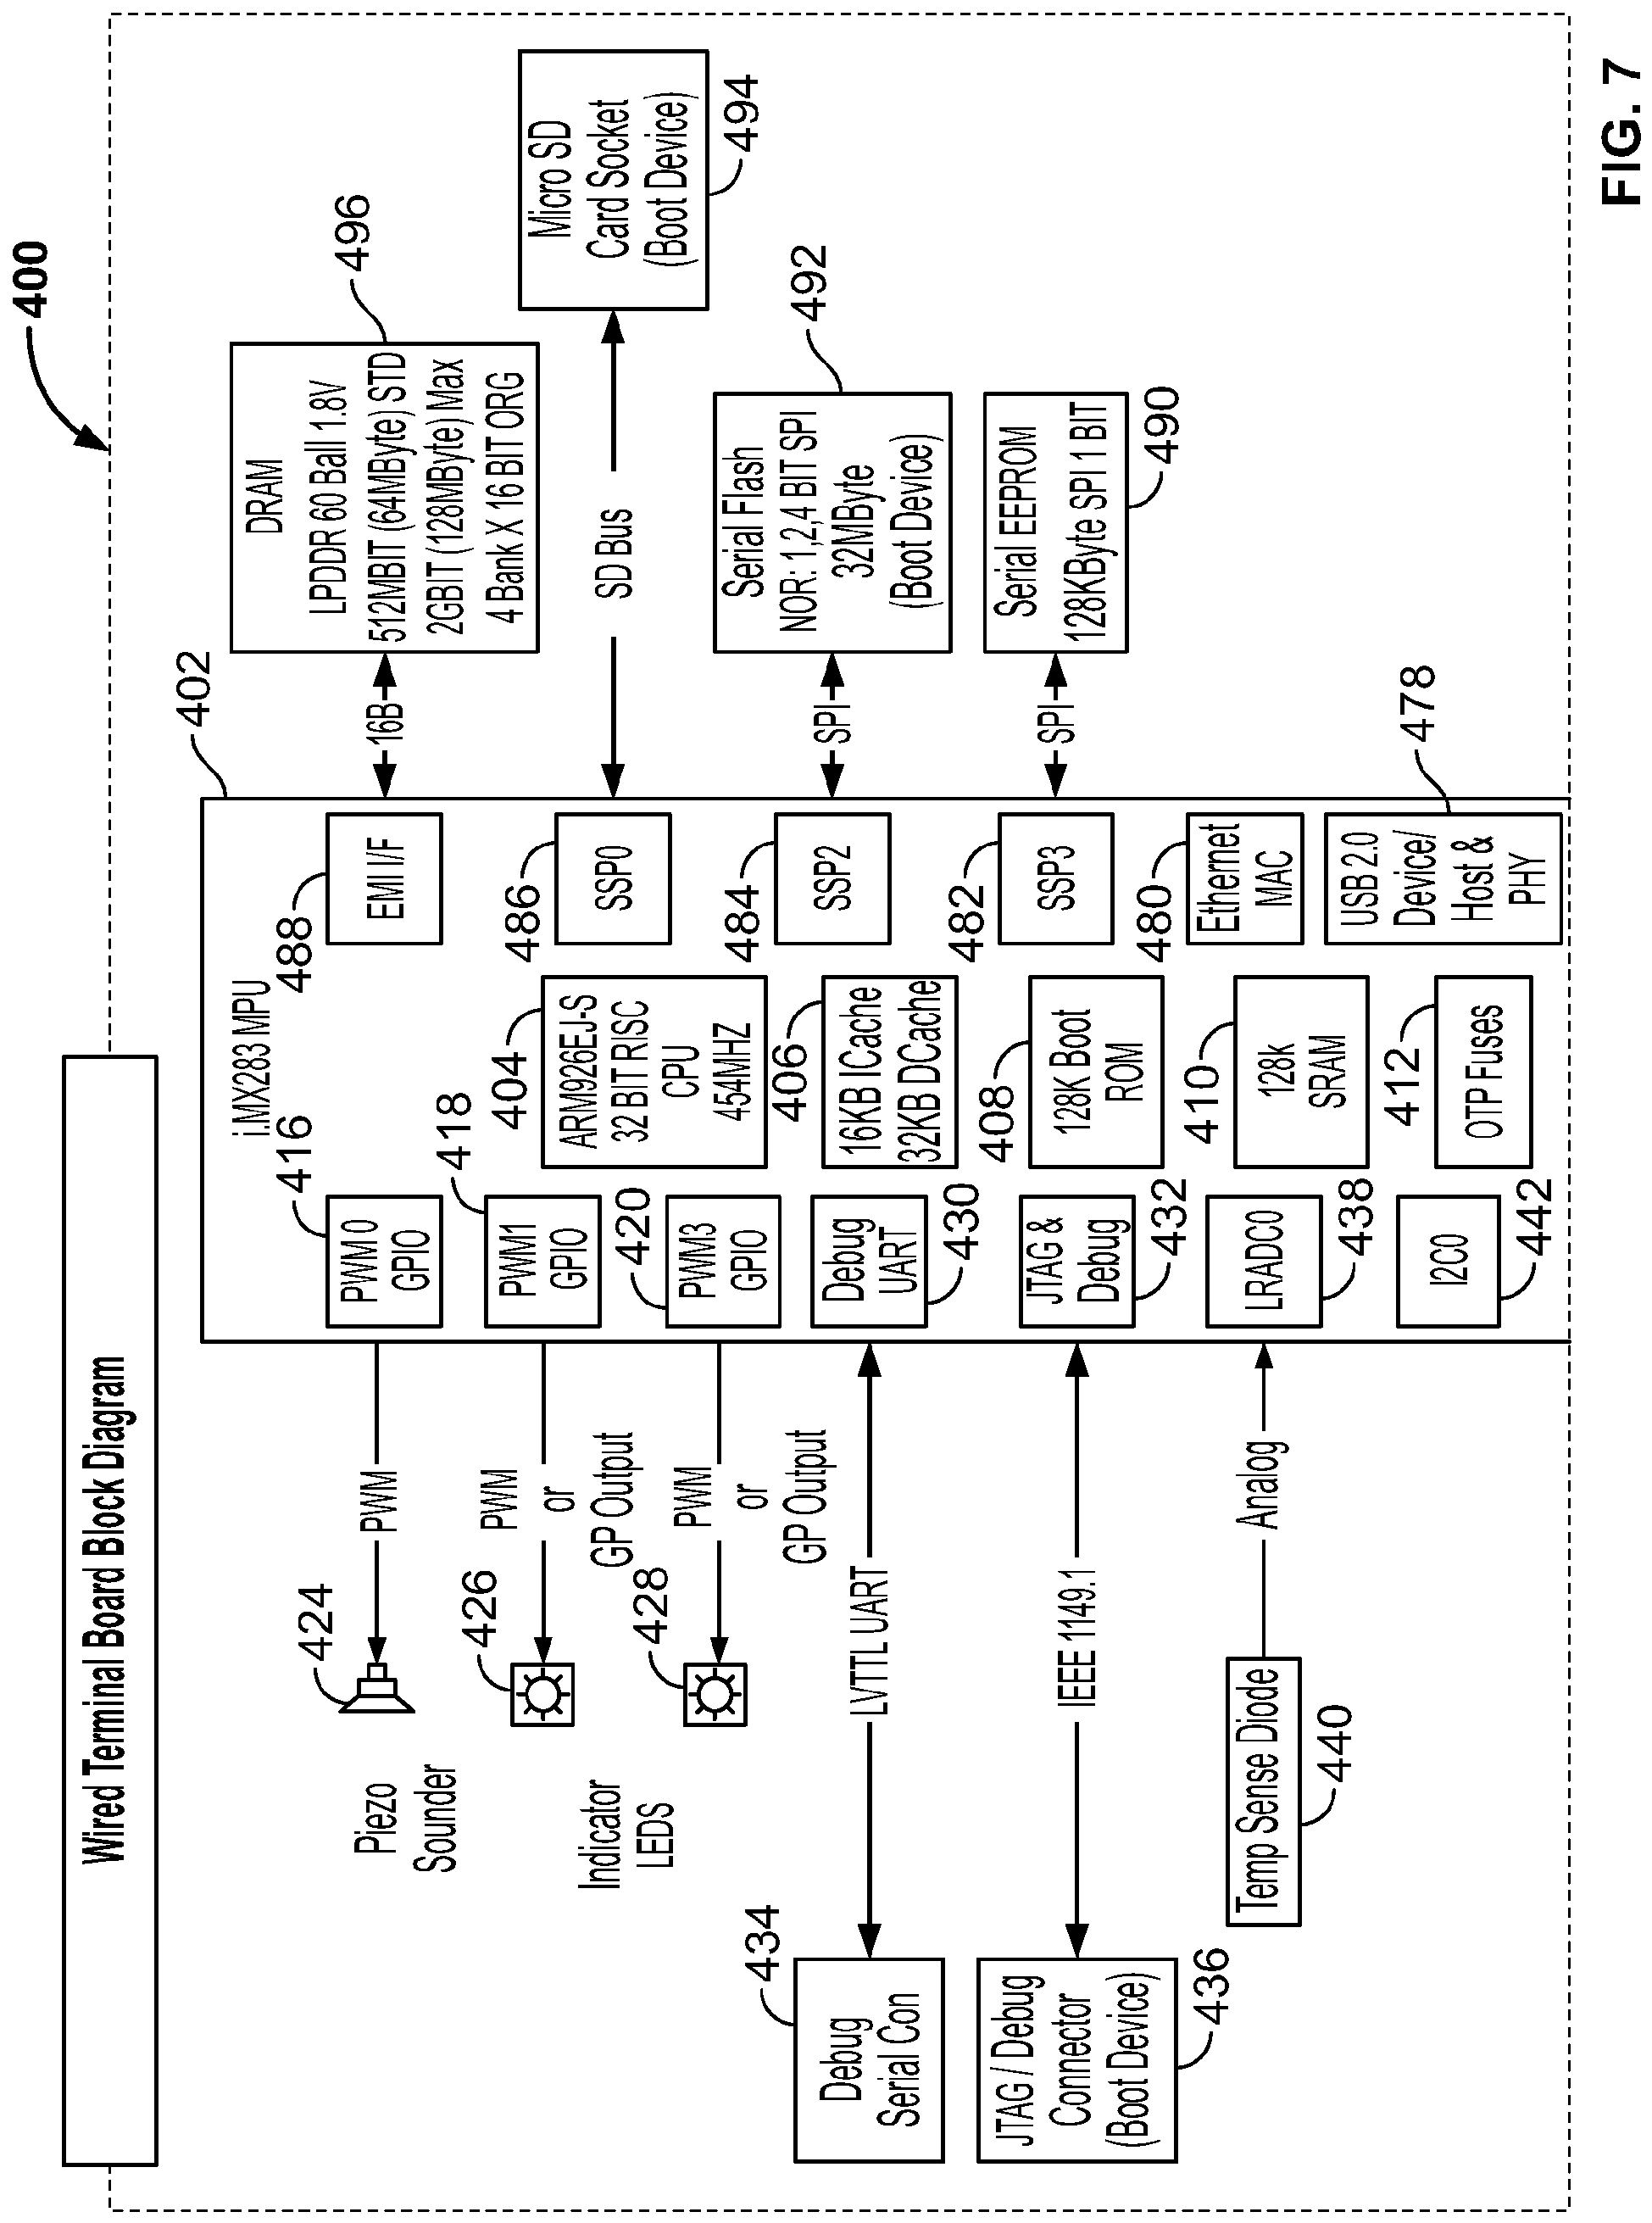 Wired Terminal Board Block Diagram
400
402
i.MX283 MPU
416
PWM 0
GPIO
PWM
424
Piezo
Sounder
418
PWM1
GPIO
PWM
or
GP Output
426
Indicator
LEDS
420
PWM3
GPIO
PWM
or
GP Output
428
Debug
UART
430
LVTTL UART
434
Debug
Serial Con
JTAG &
Debug
432
IEEE 1149.1
JTAG / Debug
Connector
(Boot Device)
436
LRADC0
438
Analog
Temp Sense Diode
440
I2C0
442
404
ARM926EJ-S
32 BIT RISC
CPU
454MHZ
406
16KB ICache
32KB DCache
408
128K Boot
ROM
410
128k
SRAM
412
OTP Fuses
488
EMI I/F
16B
DRAM
LPDDR 60 Ball 1.8V
512MBIT (64MByte) STD
2GBIT (128MByte) Max
4 Bank X 16 BIT ORG
496
486
SSP0
SD Bus
Micro SD
Card Socket
(Boot Device)
494
484
SSP2
SPI
Serial Flash
NOR: 1,2,4 BIT SPI
32MByte
(Boot Device)
492
482
SSP3
SPI
Serial EEPROM
128KByte SPI 1 BIT
490
480
Ethernet
MAC
478
USB 2.0
Device/
Host &
PHY
FIG. 7